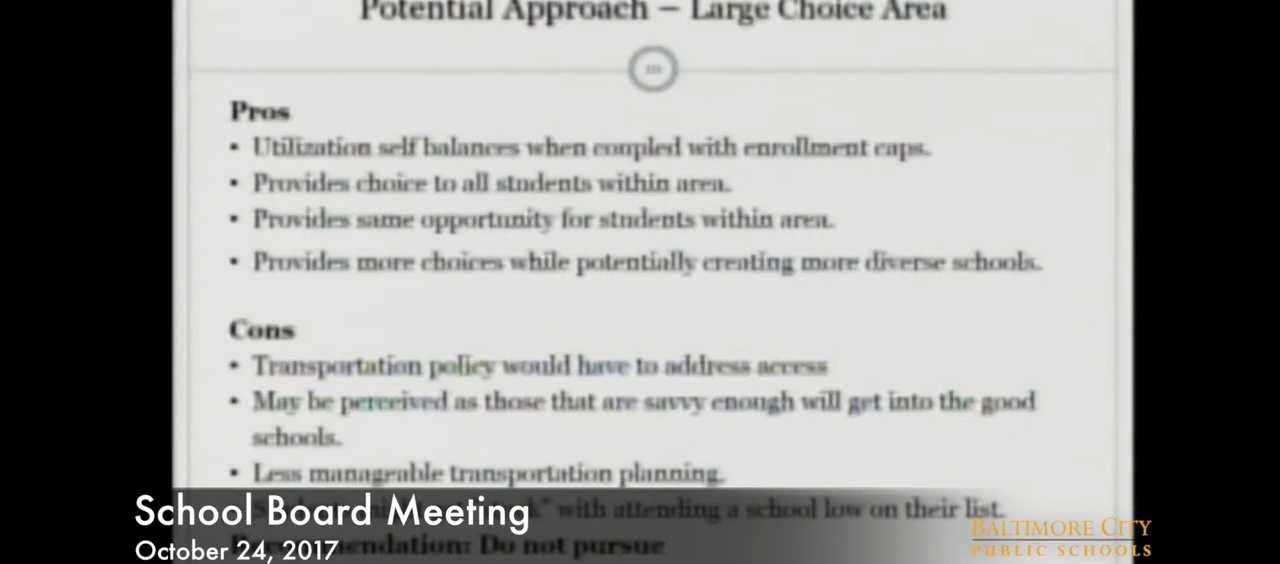 Potential Approach – Large Choice Area
Pros
• Utilization self balances when coupled with enrollment caps.
• Provides choice to all students within area.
• Provides same opportunity for students within area.
• Provides more choices while potentially creating more diverse schools.
Cons
• Transportation policy would have to address access
• May be perceived as those that are savvy enough will get into the good
schools.
• Less manageable transportation planning.
with attending a school low on their list.
Do not pursue
School Board Meeting
October 24, 2017
BALTIMORE CITY
PUBLIC SCHOOLS